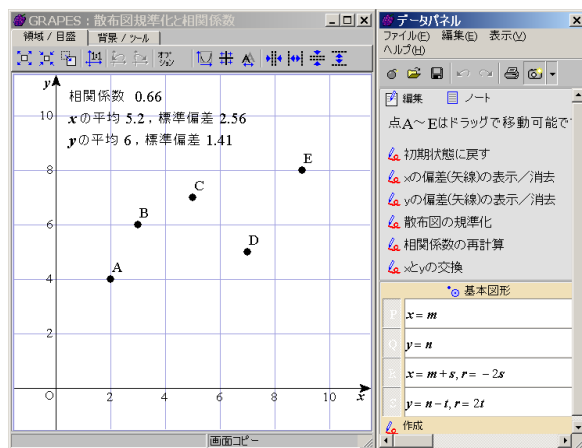 GRAPES：散布図規準化と相関係数
領域 / 目盛
背景 / ツール
オプション
y
相関係数 0.66
xの平均 5.2 , 標準偏差 2.56
yの平均 6 , 標準偏差 1.41
10
8
6
4
2
O
2
4
6
8
10
x
A
B
C
D
E
画面コピー
データパネル
ファイル(F) 編集(E) 表示(V)
ヘルプ(H)
編集
ノート
点A～Eはドラッグで移動可能で
初期状態に戻す
xの偏差(矢線)の表示／消去
yの偏差(矢線)の表示／消去
散布図の規準化
相関係数の再計算
xとyの交換
基本図形
P x = m
Q y = n
R x = m + s, r = − 2s
S y = n − t, r = 2t
作成